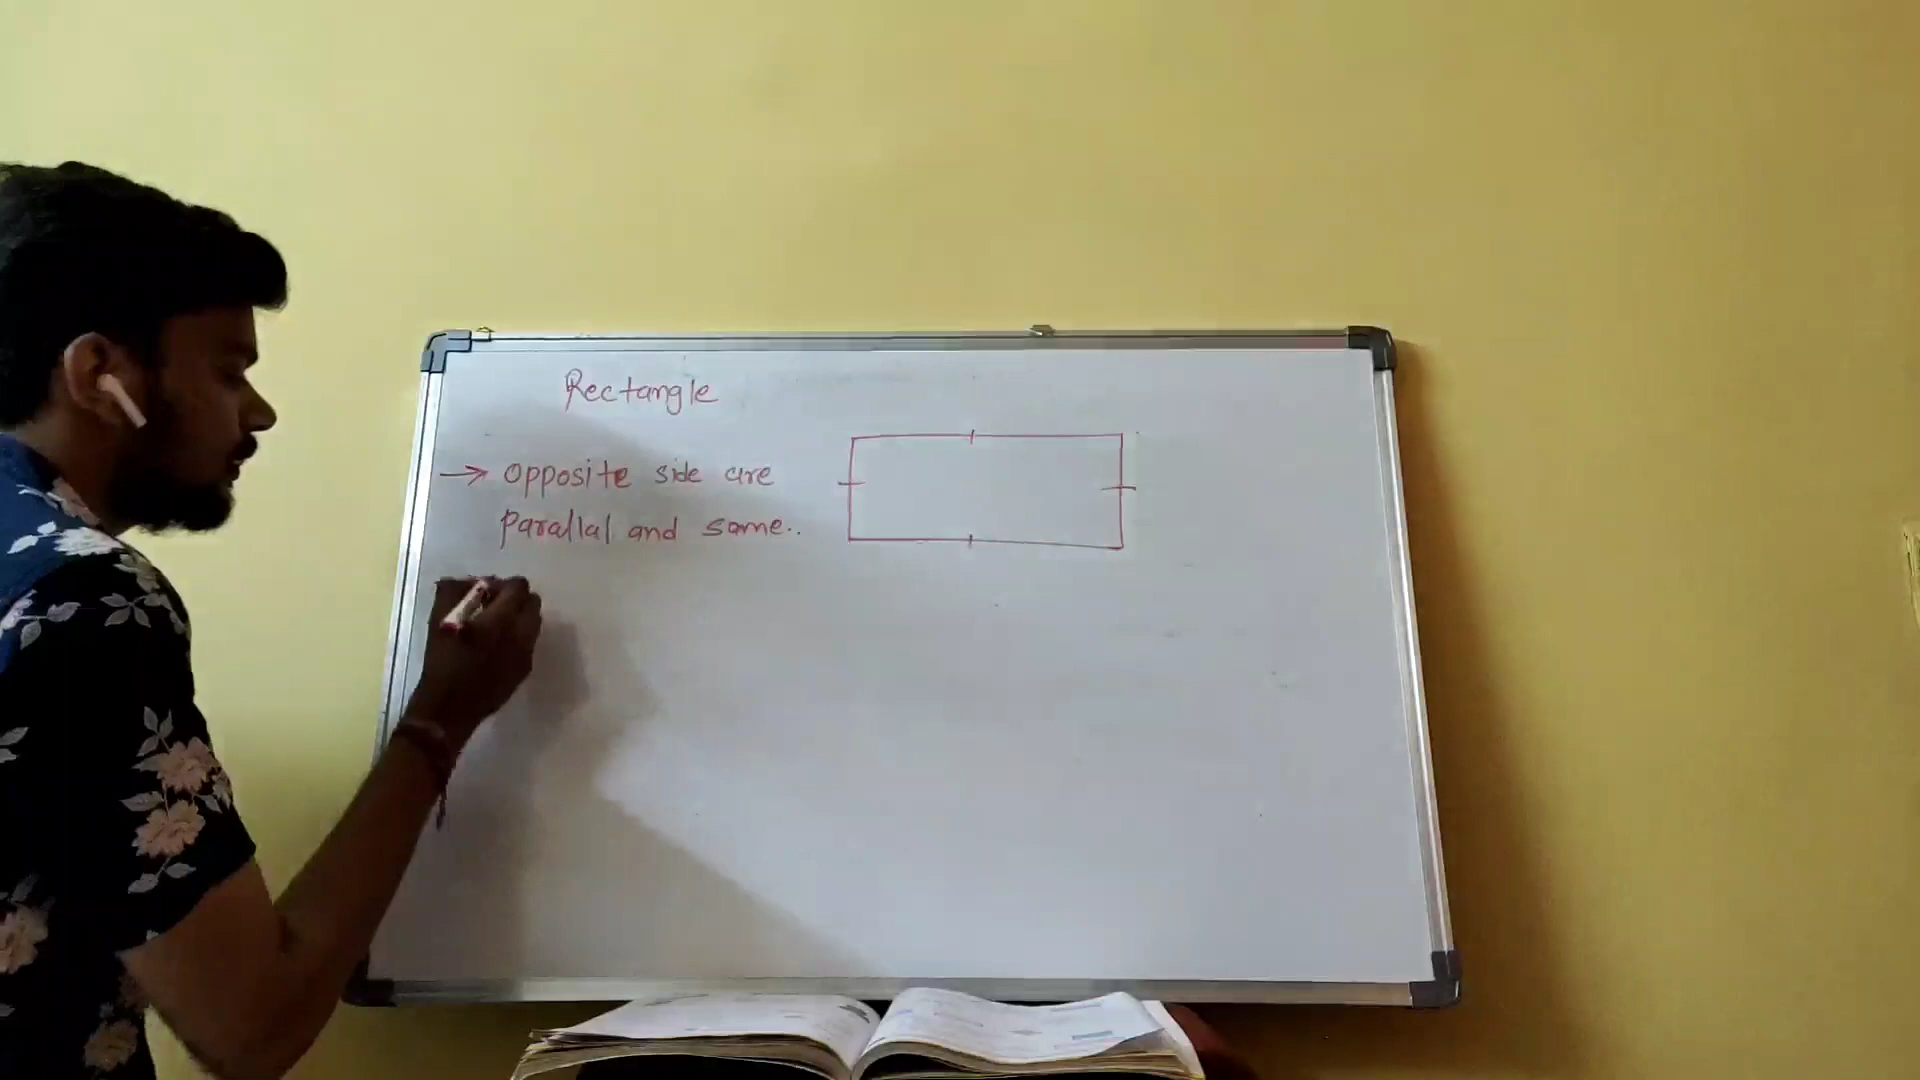 Rectangle
→ opposite side are
parallal and same..